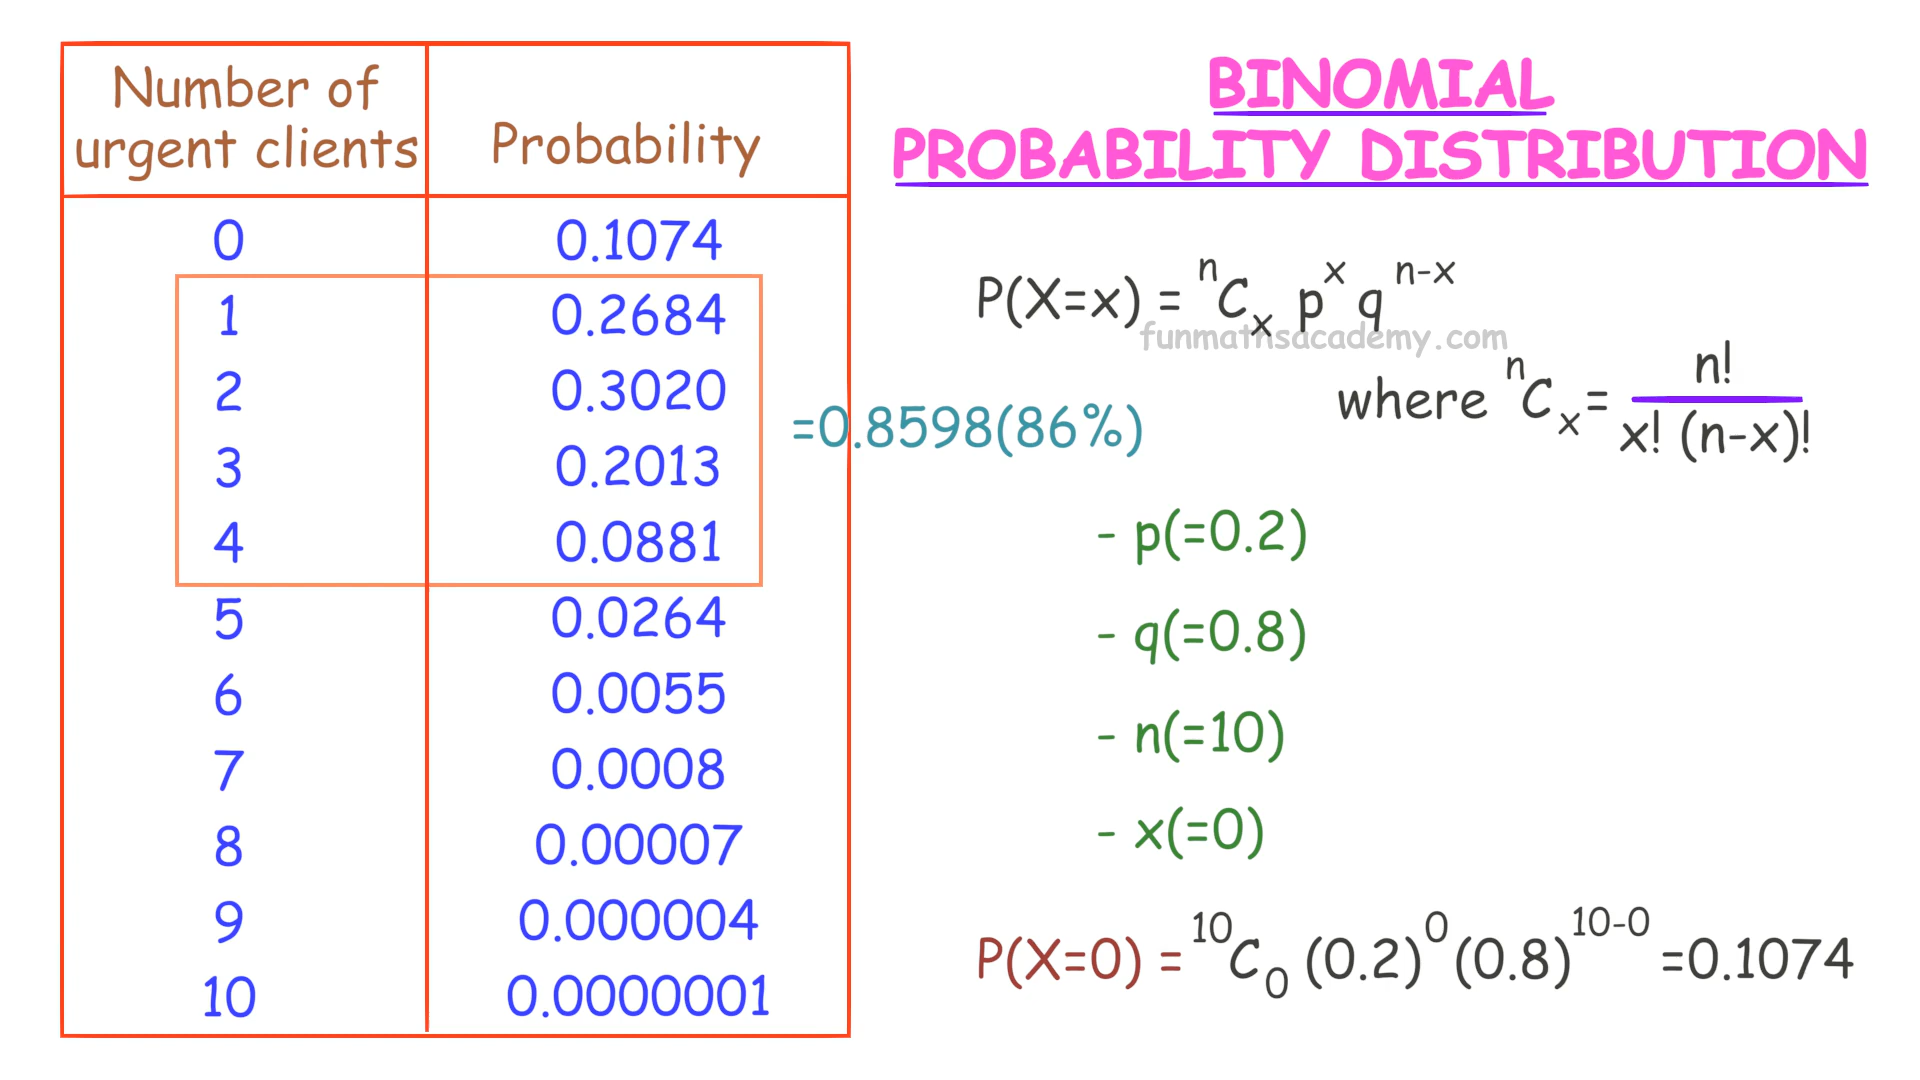 Number of urgent clients
Probability
0 0.1074
1 0.2684
2 0.3020
3 0.2013
4 0.0881
5 0.0264
6 0.0055
7 0.0008
8 0.00007
9 0.000004
10 0.0000001
=0.8598(86%)
BINOMIAL
PROBABILITY DISTRIBUTION
P(X=x) = ⁿCₓ pˣ qⁿ⁻ˣ
funmathsacademy.com
where ⁿCₓ = n! / x! (n-x)!
- p(=0.2)
- q(=0.8)
- n(=10)
- x(=0)
P(X=0) = ¹⁰C₀ (0.2)⁰(0.8)¹⁰⁻⁰ =0.1074